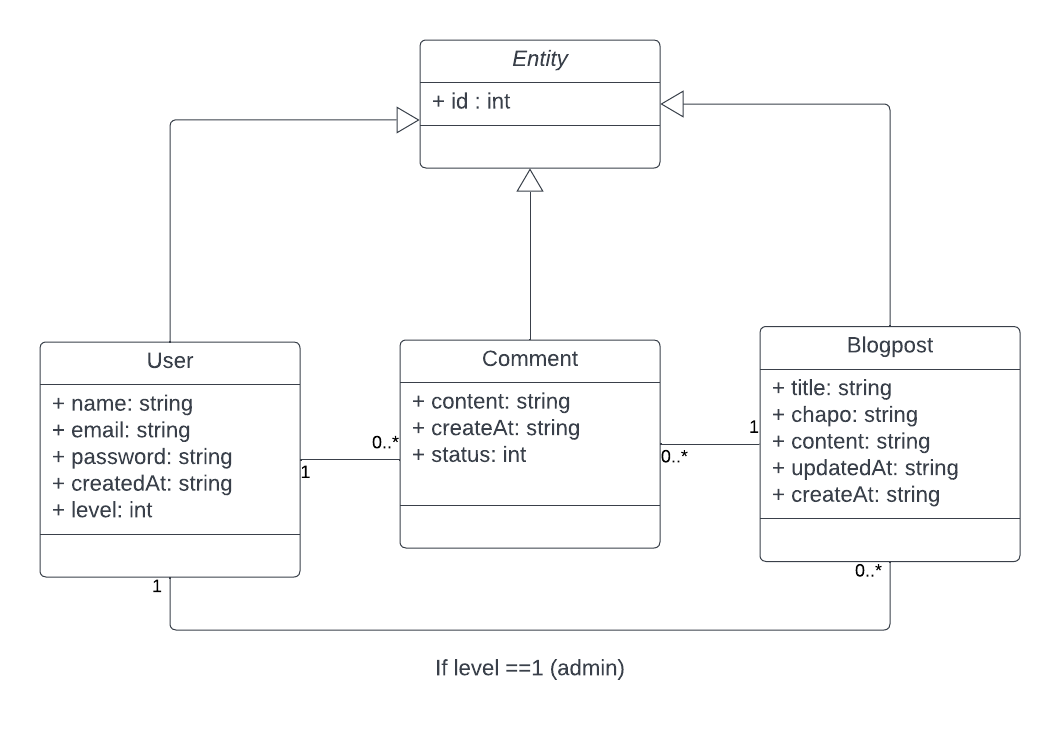 Entity
+ id : int
User
+ name: string
+ email: string
+ password: string
+ createdAt: string
+ level: int
1
0..*
Comment
+ content: string
+ createAt: string
+ status: int
0..*
1
Blogpost
+ title: string
+ chapo: string
+ content: string
+ updatedAt: string
+ createAt: string
1
0..*
If level ==1 (admin)